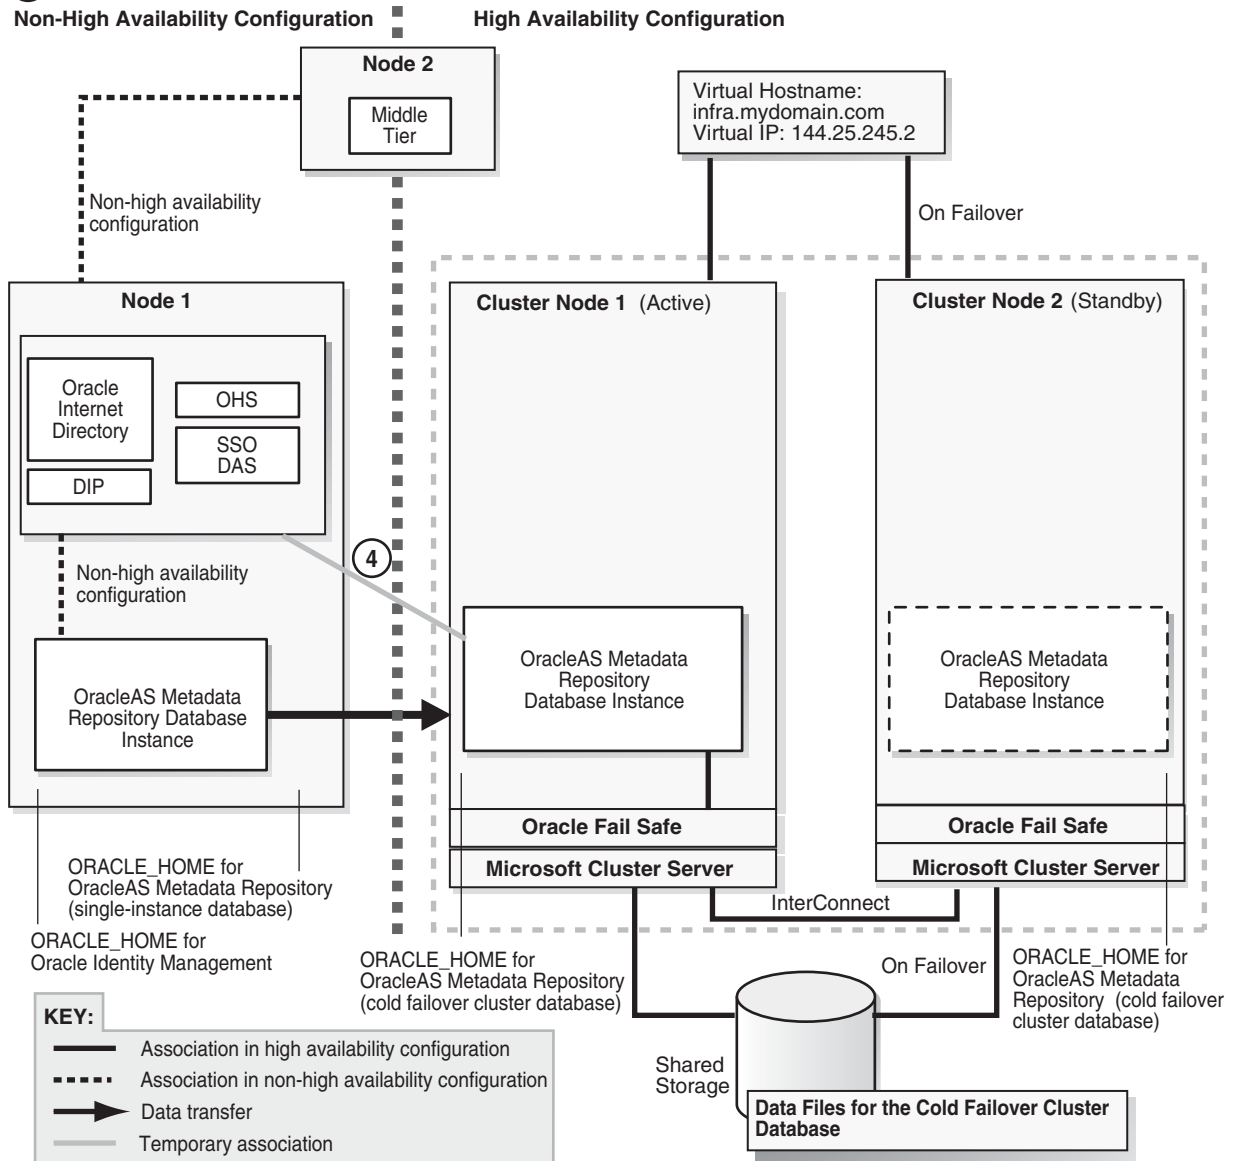 Non-High Availability Configuration
High Availability Configuration
Node 2
Middle
Tier
Virtual Hostname:
infra.mydomain.com
Virtual IP: 144.25.245.2
Non-high availability
configuration
On Failover
Node 1
Oracle
Internet
Directory
OHS
SSO
DAS
DIP
Cluster Node 1 (Active)
Cluster Node 2 (Standby)
4
Non-high availability
configuration
OracleAS Metadata
Repository Database
Instance
OracleAS Metadata
Repository
Database Instance
OracleAS Metadata
Repository
Database Instance
Oracle Fail Safe
Microsoft Cluster Server
Oracle Fail Safe
Microsoft Cluster Server
InterConnect
ORACLE_HOME for
OracleAS Metadata Repository
(single-instance database)
ORACLE_HOME for
Oracle Identity Management
ORACLE_HOME for
OracleAS Metadata Repository
(cold failover cluster database)
On Failover
ORACLE_HOME for
OracleAS Metadata
Repository (cold failover
cluster database)
Shared
Storage
Data Files for the Cold Failover Cluster
Database
KEY:
Association in high availability configuration
Association in non-high availability configuration
Data transfer
Temporary association